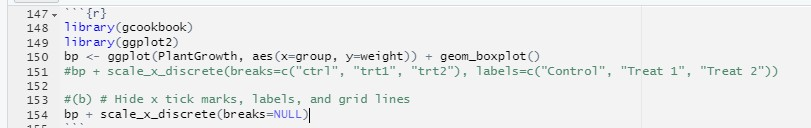 147 ```{r}
148 library(gcookbook)
149 library(ggplot2)
150 bp <- ggplot(PlantGrowth, aes(x=group, y=weight)) + geom_boxplot()
151 #bp + scale_x_discrete(breaks=c("ctrl", "trt1", "trt2"), labels=c("Control", "Treat 1", "Treat 2"))
152
153 #(b) # Hide x tick marks, labels, and grid lines
154 bp + scale_x_discrete(breaks=NULL)
155 ```